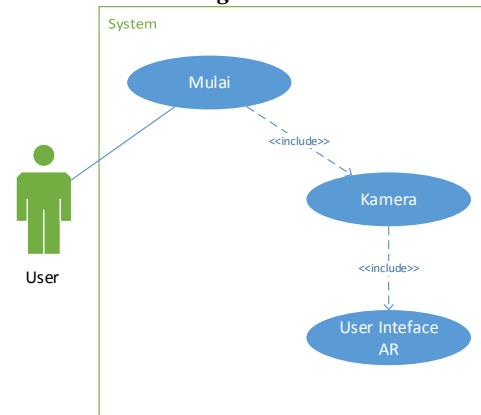 System
Mulai
<<include>>
Kamera
User
<<include>>
User Inteface
AR